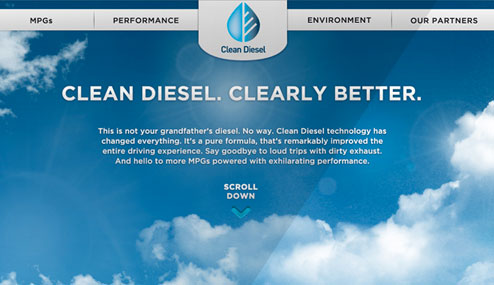 MPGs
PERFORMANCE
Clean Diesel
ENVIRONMENT
OUR PARTNERS
CLEAN DIESEL. CLEARLY BETTER.
This is not your grandfather's diesel. No way. Clean Diesel technology has
changed everything. It's a pure formula, that's remarkably improved the
entire driving experience. Say goodbye to loud trips with dirty exhaust.
And hello to more MPGs powered with exhilarating performance.
SCROLL
DOWN